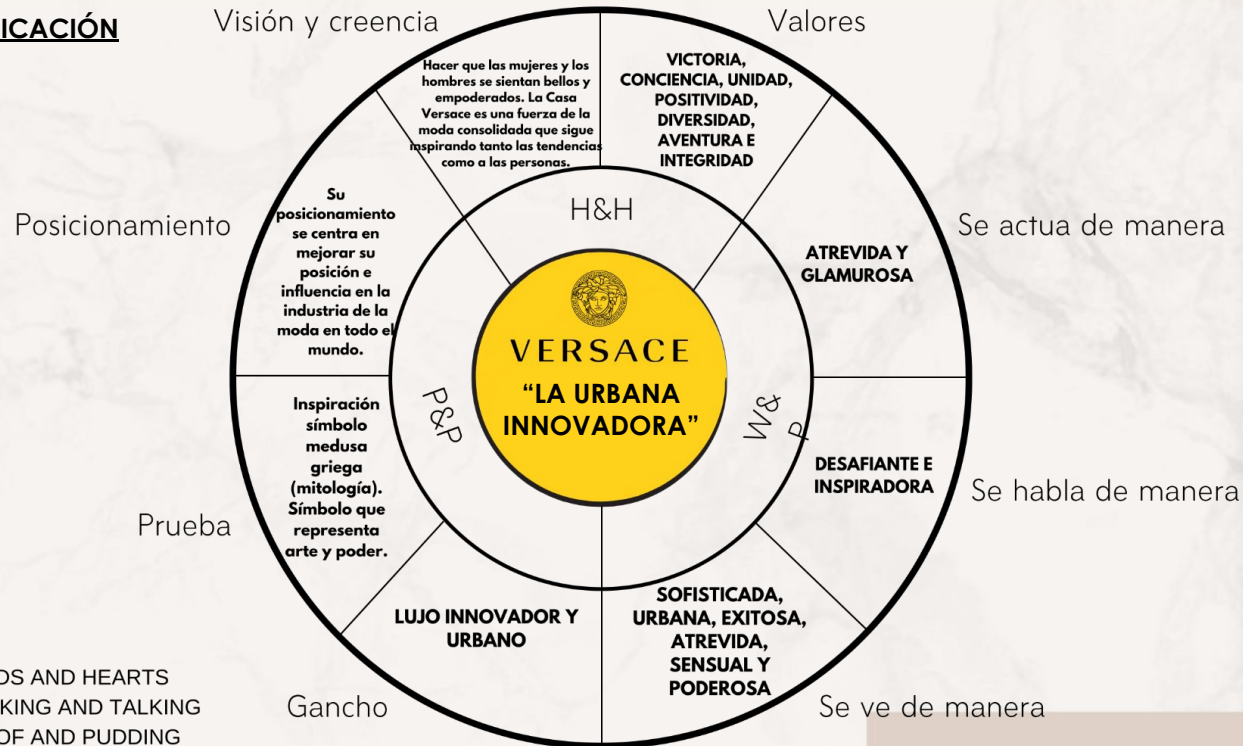 ICACIÓN
Visión y creencia
Valores
Hacer que las mujeres y los
hombres se sientan bellos y
empoderados. La Casa
Versace es una fuerza de la
moda consolidada que sigue
inspirando tanto las tendencias
como a las personas.
VICTORIA,
CONCIENCIA, UNIDAD,
POSITIVIDAD,
DIVERSIDAD,
AVENTURA E
INTEGRIDAD
Posicionamiento
Su
posicionamiento
se centra en
mejorar su
posición e
influencia en la
industria de la
moda en todo el
mundo.
H&H
Se actua de manera
ATREVIDA Y
GLAMUROSA
VERSACE
“LA URBANA
INNOVADORA”
P&P
W&
P
Prueba
Inspiración
símbolo
medusa
griega
(mitología).
Símbolo que
representa
arte y poder.
DESAFIANTE E
INSPIRADORA
Se habla de manera
Gancho
LUJO INNOVADOR Y
URBANO
SOFISTICADA,
URBANA, EXITOSA,
ATREVIDA,
SENSUAL Y
PODEROSA
Se ve de manera
DS AND HEARTS
KING AND TALKING
OF AND PUDDING